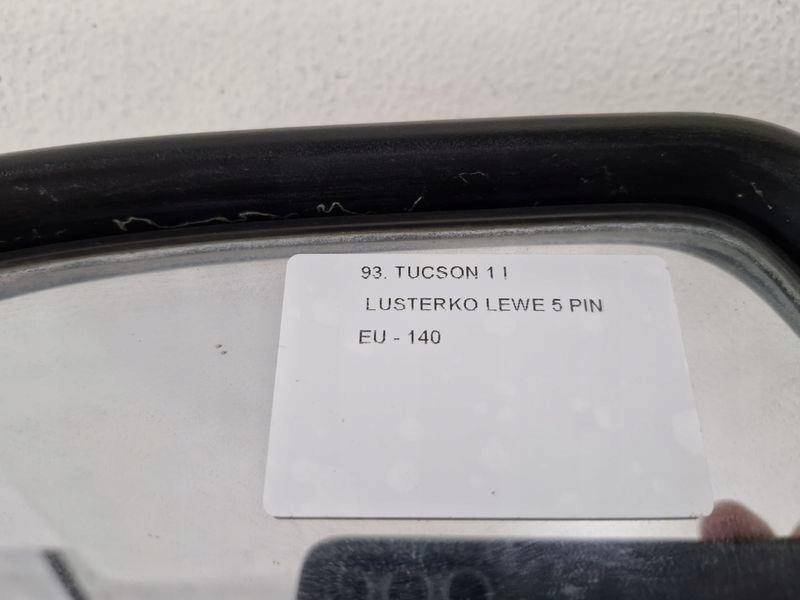 93. TUCSON 1 I
LUSTERKO LEWE 5 PIN
EU - 140